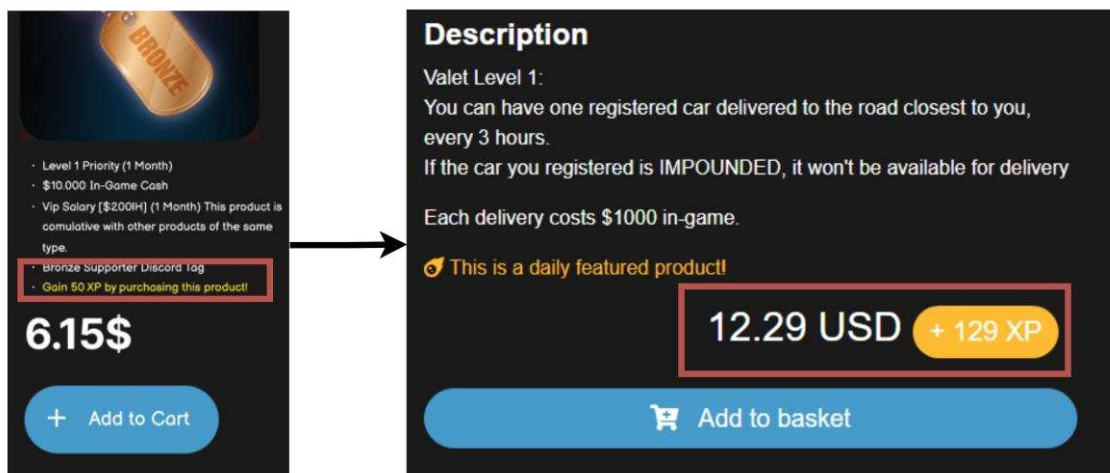 BRONZE
· Level 1 Priority (1 Month)
· $10.000 In-Game Cash
· Vip Salary [$200IH] (1 Month) This product is
comulative with other products of the same
type.
· Bronze Supporter Discord Tag
· Gain 50 XP by purchasing this product!
6.15$
+ Add to Cart
Description
Valet Level 1:
You can have one registered car delivered to the road closest to you,
every 3 hours.
If the car you registered is IMPOUNDED, it won't be available for delivery
Each delivery costs $1000 in-game.
This is a daily featured product!
12.29 USD + 129 XP
Add to basket